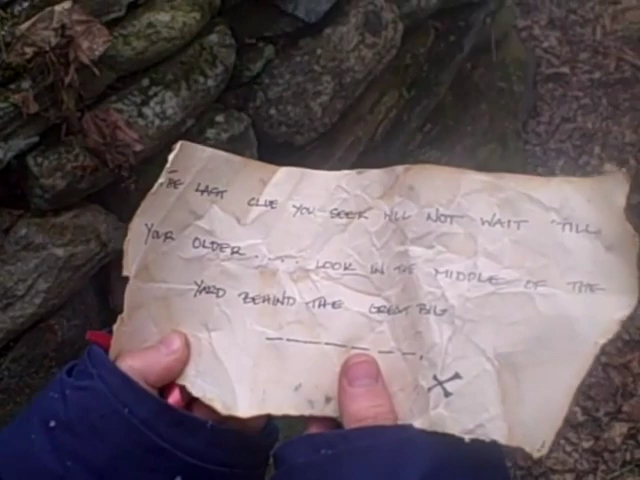 THE LAST CLUE YOU SEEK WILL NOT WAIT 'TILL
YOUR OLDER . . . . LOOK IN THE MIDDLE OF THE
YARD BEHIND THE GREAT BIG
_ _ _ _ _ _ _.
X